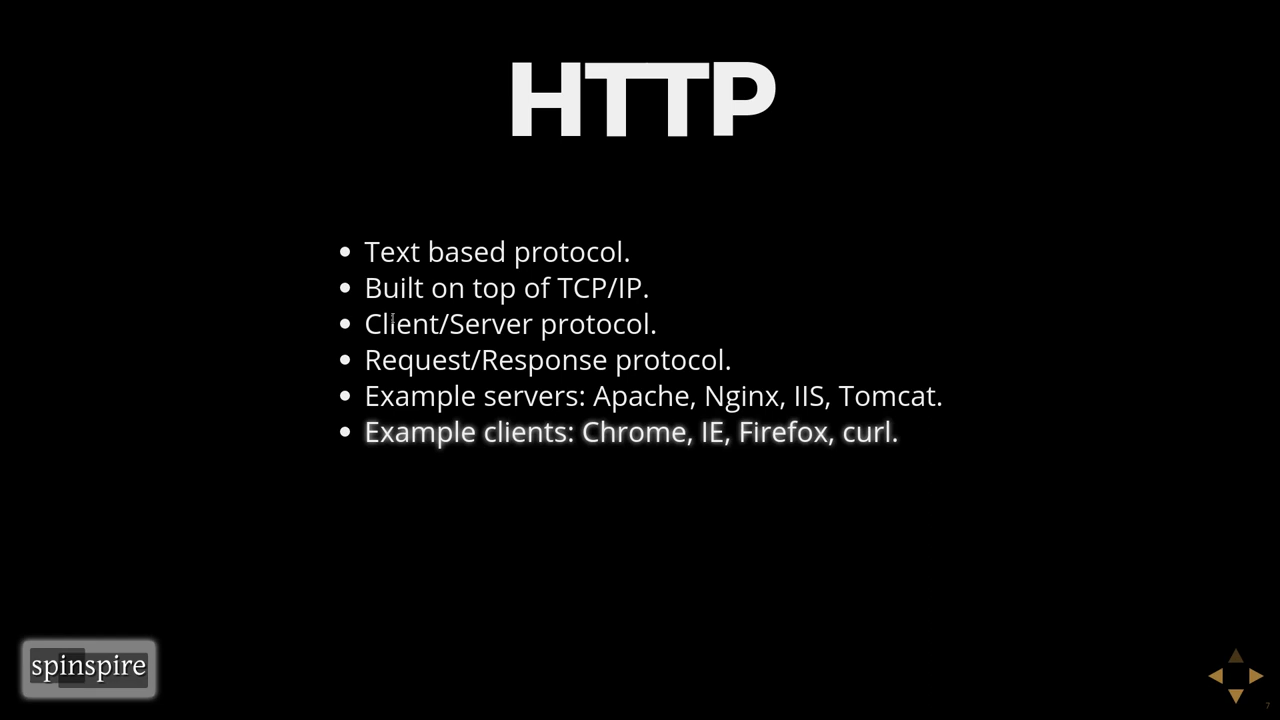 HTTP
Text based protocol.
Built on top of TCP/IP.
Client/Server protocol.
Request/Response protocol.
Example servers: Apache, Nginx, IIS, Tomcat.
Example clients: Chrome, IE, Firefox, curl.
spinspire
7